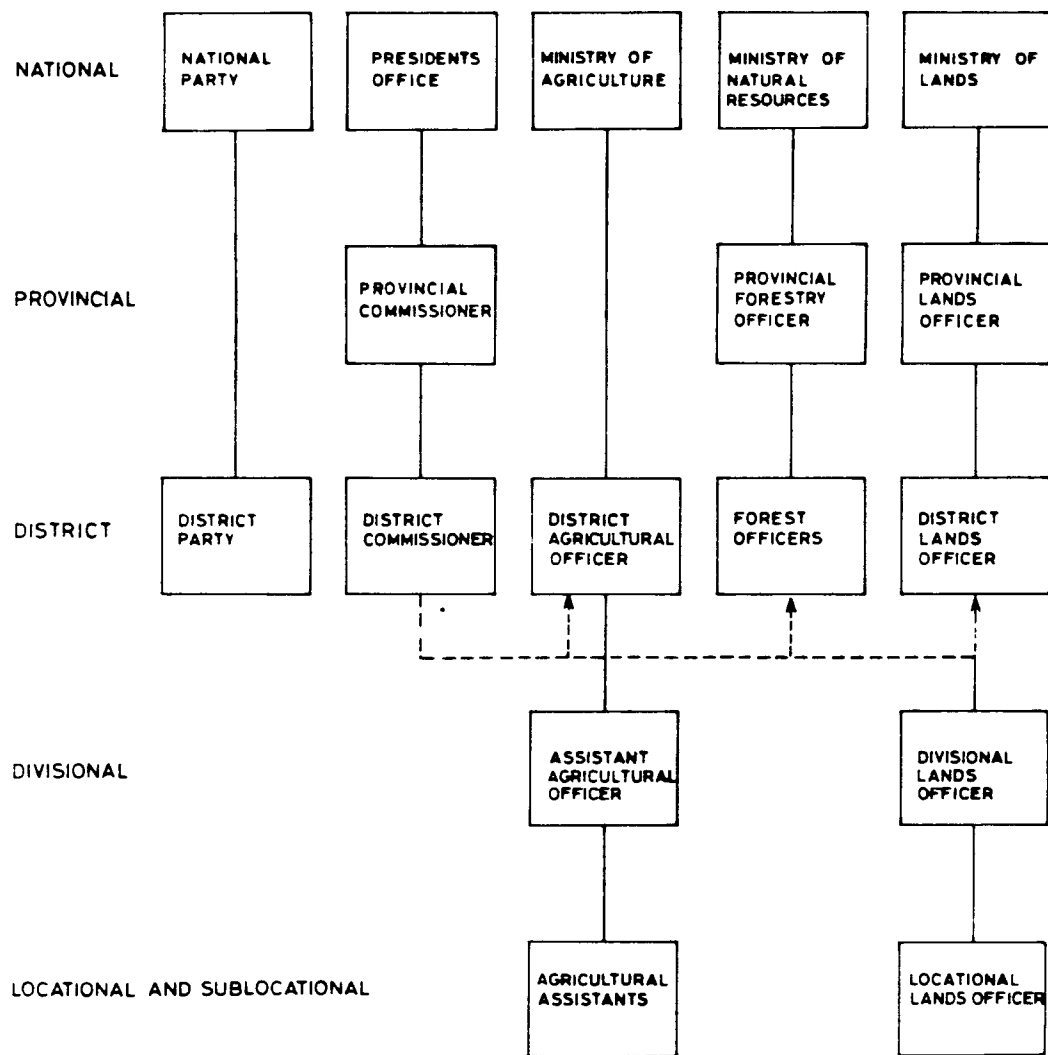 NATIONAL
NATIONAL
PARTY
PRESIDENTS
OFFICE
MINISTRY OF
AGRICULTURE
MINISTRY OF
NATURAL
RESOURCES
MINISTRY OF
LANDS
PROVINCIAL
PROVINCIAL
COMMISSIONER
PROVINCIAL
FORESTRY
OFFICER
PROVINCIAL
LANDS
OFFICER
DISTRICT
DISTRICT
PARTY
DISTRICT
COMMISSIONER
DISTRICT
AGRICULTURAL
OFFICER
FOREST
OFFICERS
DISTRICT
LANDS
OFFICER
DIVISIONAL
ASSISTANT
AGRICULTURAL
OFFICER
DIVISIONAL
LANDS
OFFICER
LOCATIONAL AND SUBLOCATIONAL
AGRICULTURAL
ASSISTANTS
LOCATIONAL
LANDS OFFICER